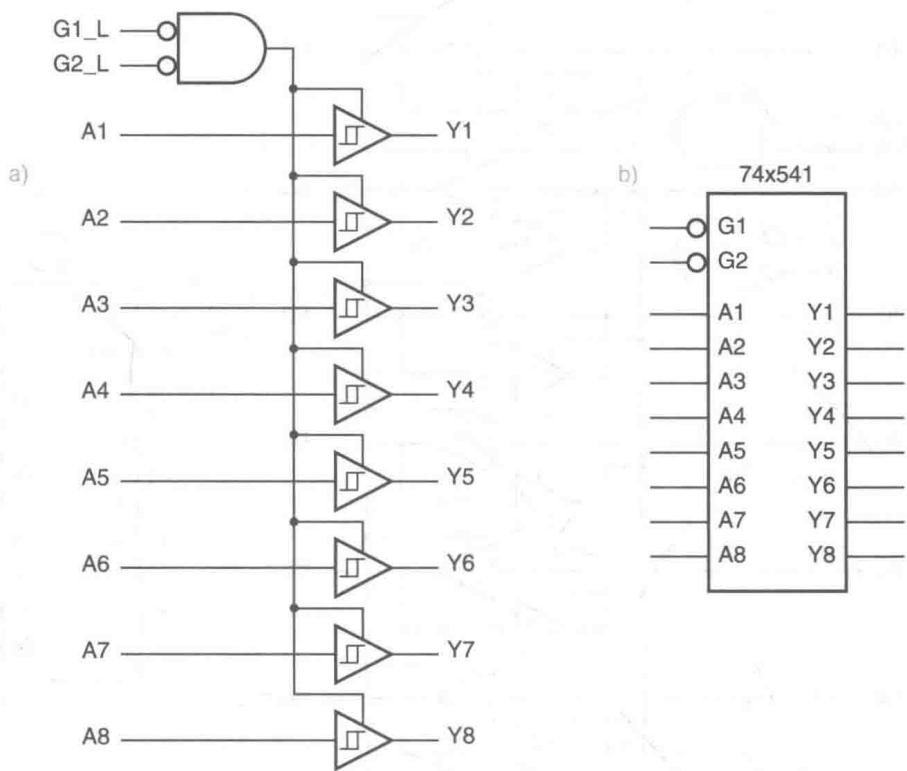 G1_L
G2_L
A1 Y1
a)
A2 Y2
A3 Y3
A4 Y4
A5 Y5
A6 Y6
A7 Y7
A8 Y8
b)
74x541
G1
G2
A1 Y1
A2 Y2
A3 Y3
A4 Y4
A5 Y5
A6 Y6
A7 Y7
A8 Y8